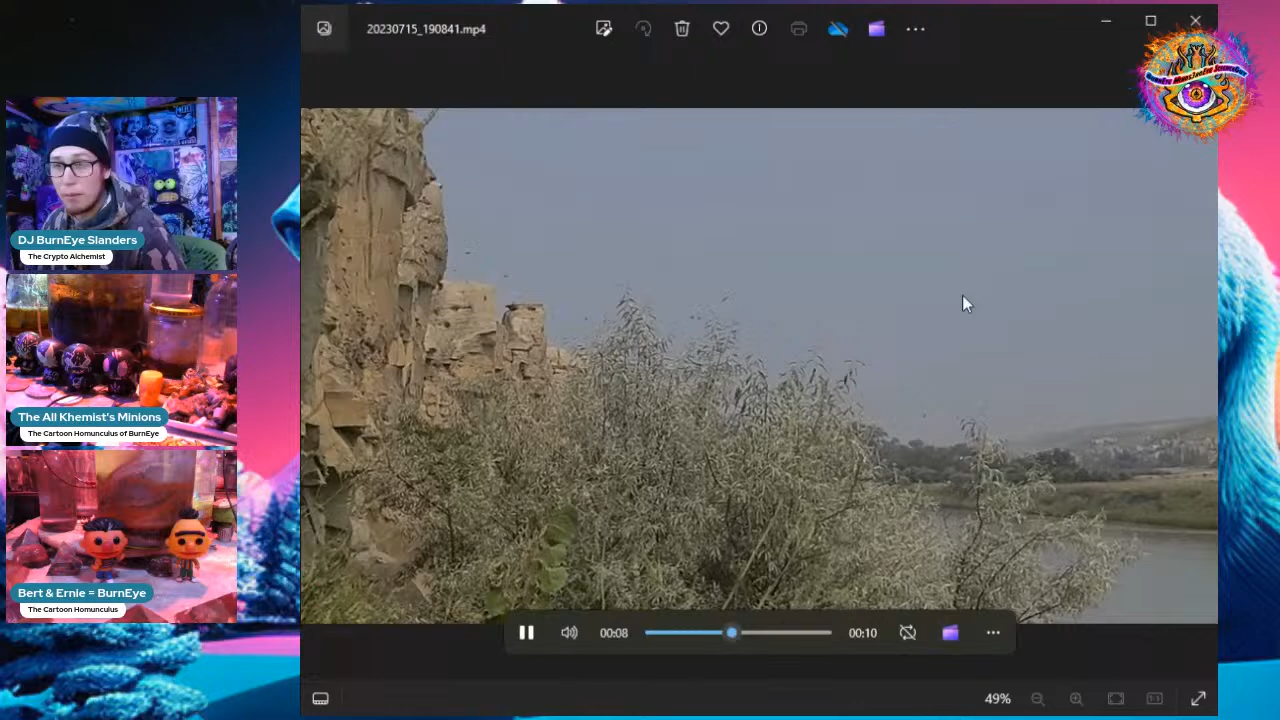 20230715_190841.mp4
DJ BurnEye Slanders
The Crypto Alchemist
The All Khemist's Minions
The Cartoon Homunculus of BurnEye
Bert & Ernie = BurnEye
The Cartoon Homunculus
00:08
00:10
49%